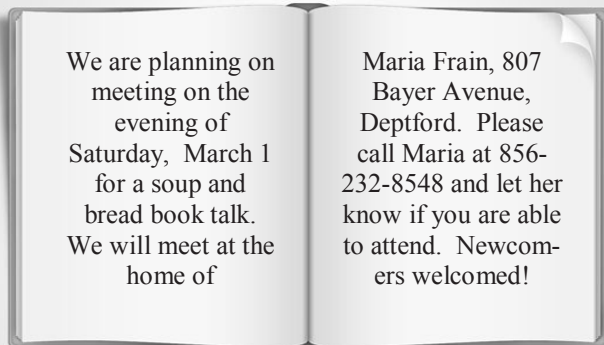 We are planning on
meeting on the
evening of
Saturday,  March 1
for a soup and
bread book talk.
We will meet at the
home of
Maria Frain, 807
Bayer Avenue,
Deptford.  Please
call Maria at 856-
232-8548 and let her
know if you are able
to attend.  Newcom-
ers welcomed!